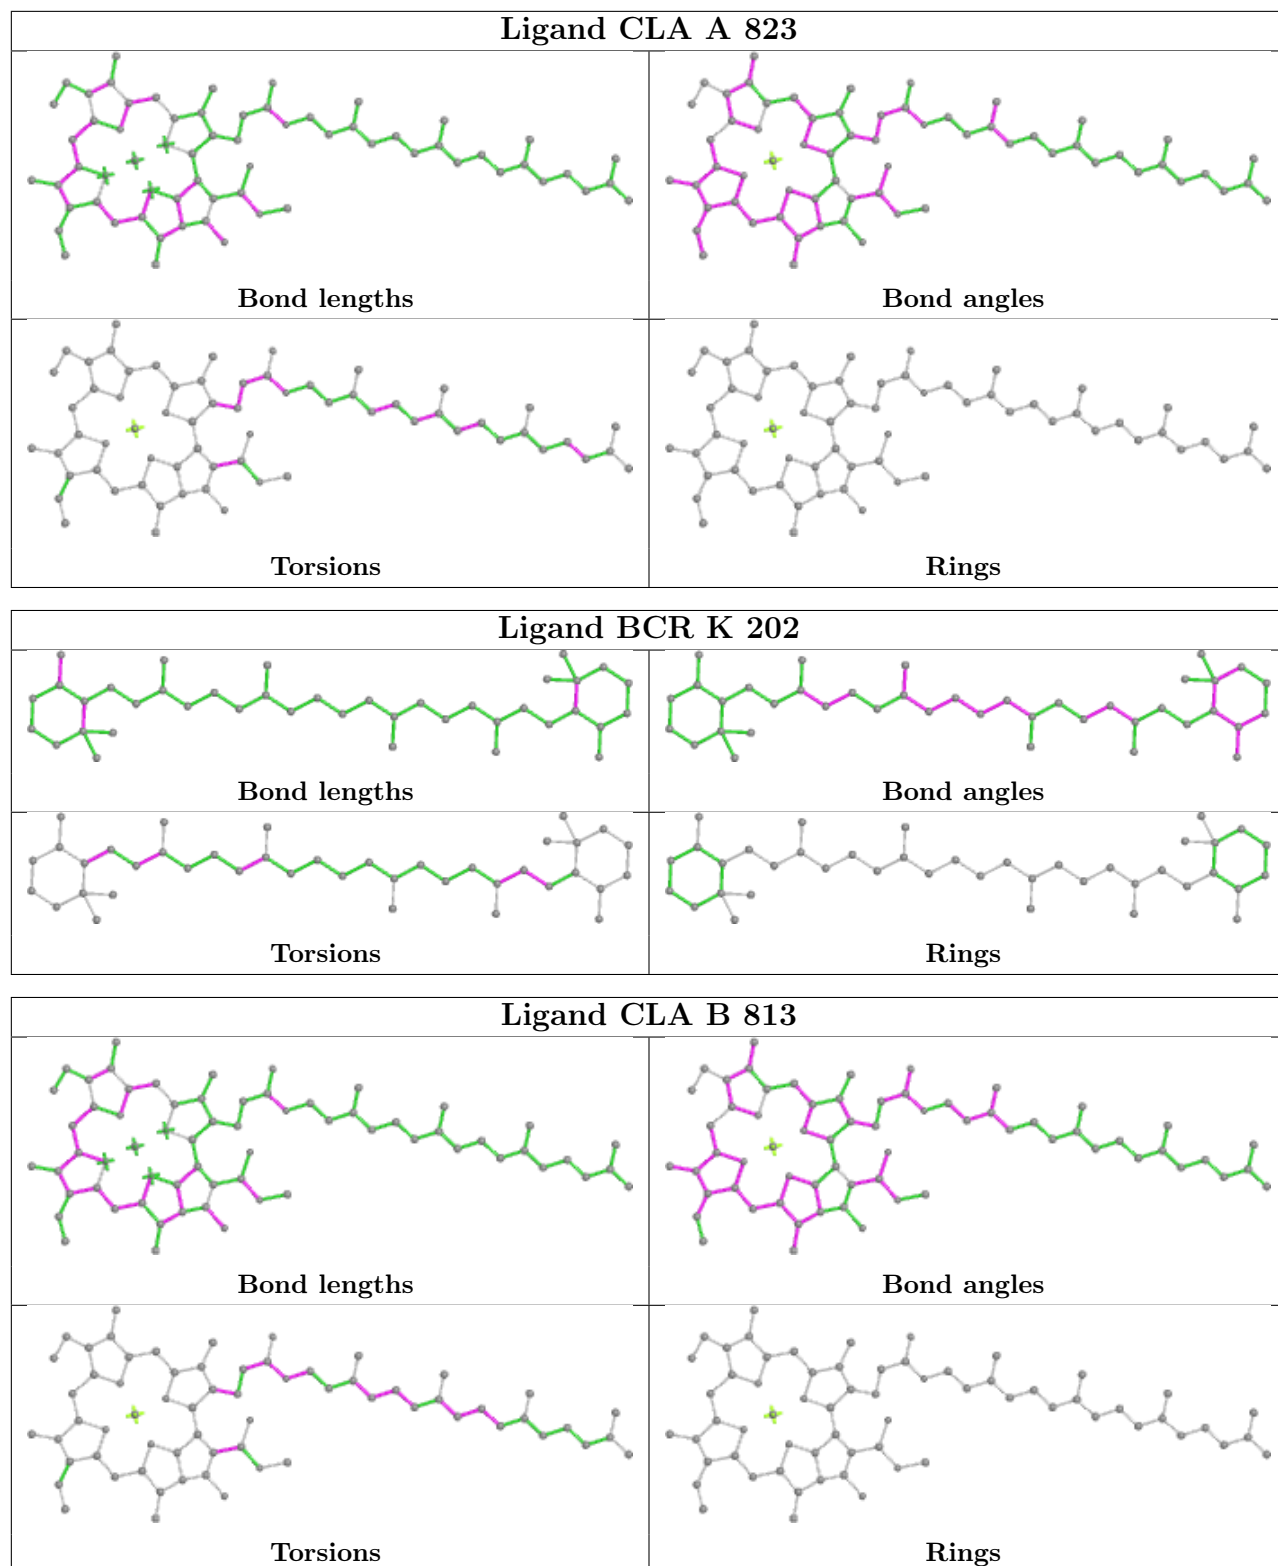 Ligand CLA A 823
Bond lengths
Bond angles
Torsions
Rings
Ligand BCR K 202
Bond lengths
Bond angles
Torsions
Rings
Ligand CLA B 813
Bond lengths
Bond angles
Torsions
Rings